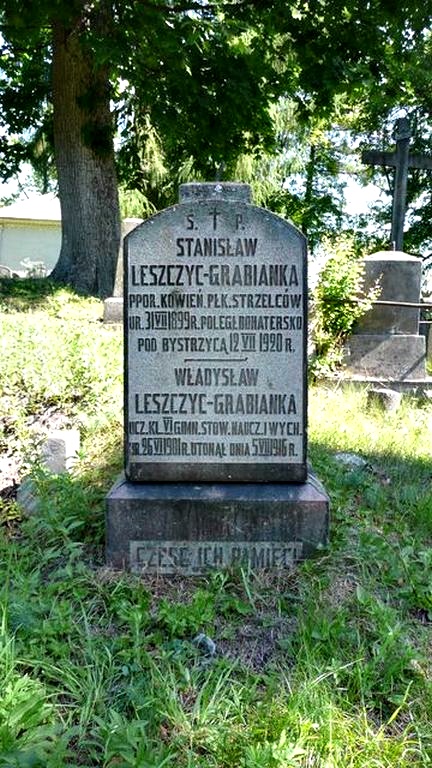 Ś. † P.
STANISŁAW
LESZCZYC-GRABIANKA
PPOR. KOWIEŃ. PŁK. STRZELCÓW
UR. 31 VII 1899 R. POLEGŁ BOHATERSKO
POD BYSTRZYCĄ 12 VII 1920 R.
WŁADYSŁAW
LESZCZYC-GRABIANKA
UCZ. KL. VI GIMN. STOW. NAUCZ. I WYCH.
UR. 26 VI 1901 R. UTONĄŁ DNIA 5 VIII 1916 R.
CZEŚĆ ICH PAMIĘCI